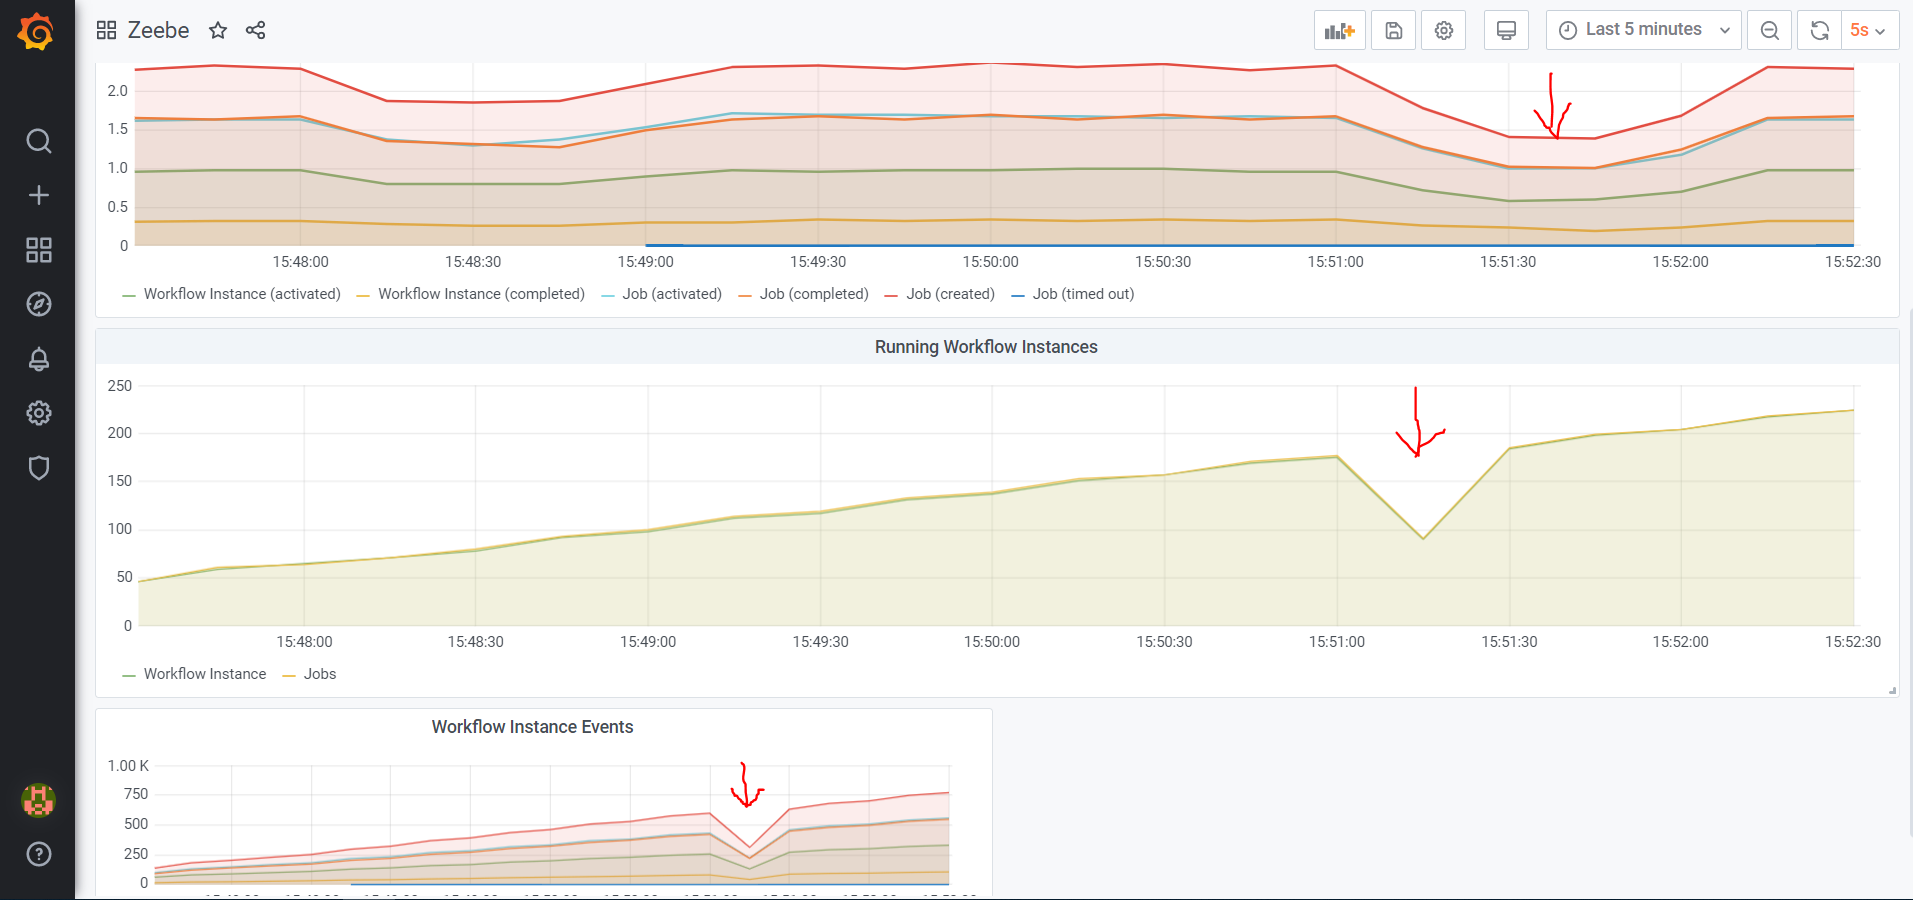 Zeebe
Last 5 minutes
5s
2.0
1.5
1.0
0.5
0
15:48:00 15:48:30 15:49:00 15:49:30 15:50:00 15:50:30 15:51:00 15:51:30 15:52:00 15:52:30
Workflow Instance (activated) Workflow Instance (completed) Job (activated) Job (completed) Job (created) Job (timed out)
Running Workflow Instances
250
200
150
100
50
0
15:48:00 15:48:30 15:49:00 15:49:30 15:50:00 15:50:30 15:51:00 15:51:30 15:52:00 15:52:30
Workflow Instance Jobs
Workflow Instance Events
1.00 K
750
500
250
0